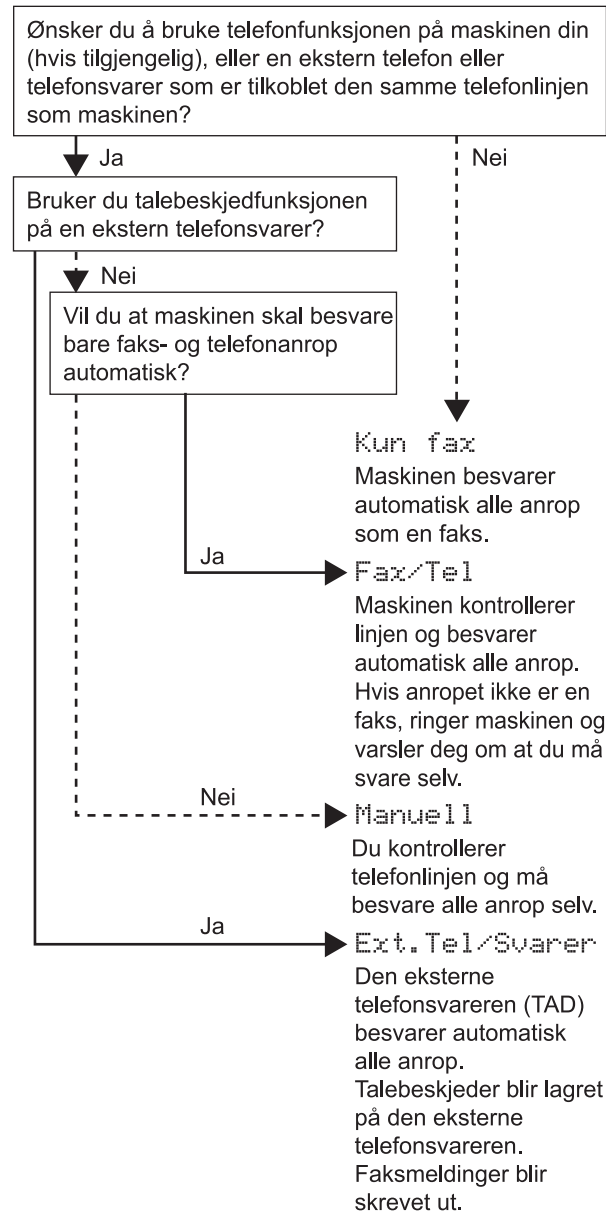 Ønsker du å bruke telefonfunksjonen på maskinen din
(hvis tilgjengelig), eller en ekstern telefon eller
telefonsvarer som er tilkoblet den samme telefonlinjen
som maskinen?
Ja
Nei
Bruker du talebeskjedfunksjonen
på en ekstern telefonsvarer?
Nei
Vil du at maskinen skal besvare
bare faks- og telefonanrop
automatisk?
Kun fax
Maskinen besvarer
automatisk alle anrop
som en faks.
Ja
Fax/Tel
Maskinen kontrollerer
linjen og besvarer
automatisk alle anrop.
Hvis anropet ikke er en
faks, ringer maskinen og
varsler deg om at du må
svare selv.
Nei
Manuell
Du kontrollerer
telefonlinjen og må
besvare alle anrop selv.
Ja
Ext.Tel/Svarer
Den eksterne
telefonsvareren (TAD)
besvarer automatisk
alle anrop.
Talebeskjeder blir lagret
på den eksterne
telefonsvareren.
Faksmeldinger blir
skrevet ut.